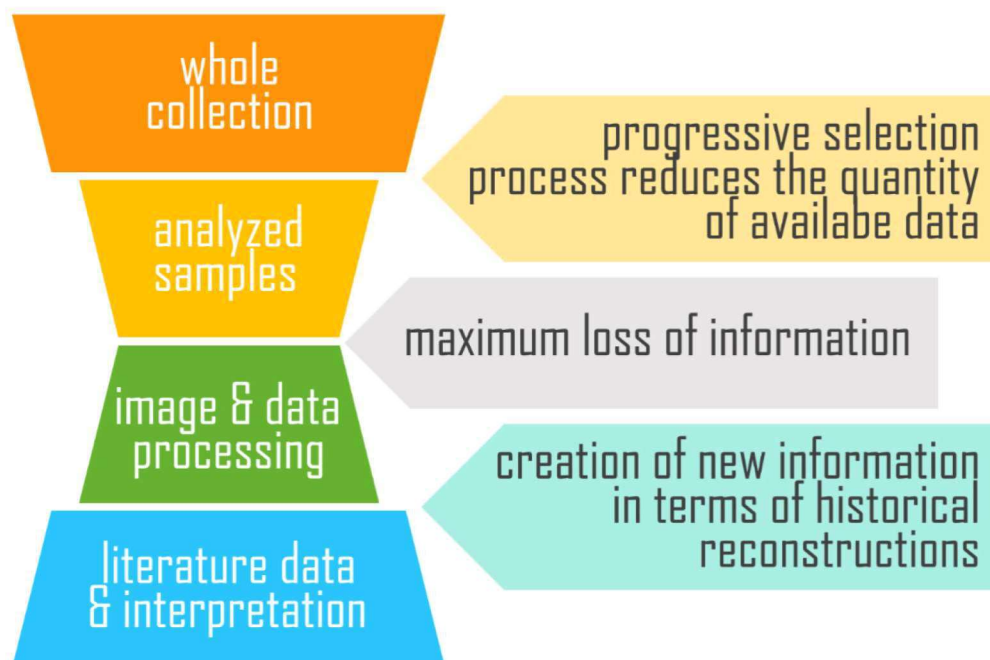 whole
collection
progressive selection
process reduces the quantity
of availabe data
analyzed
samples
maximum loss of information
image & data
processing
creation of new information
in terms of historical
reconstructions
literature data
& interpretation